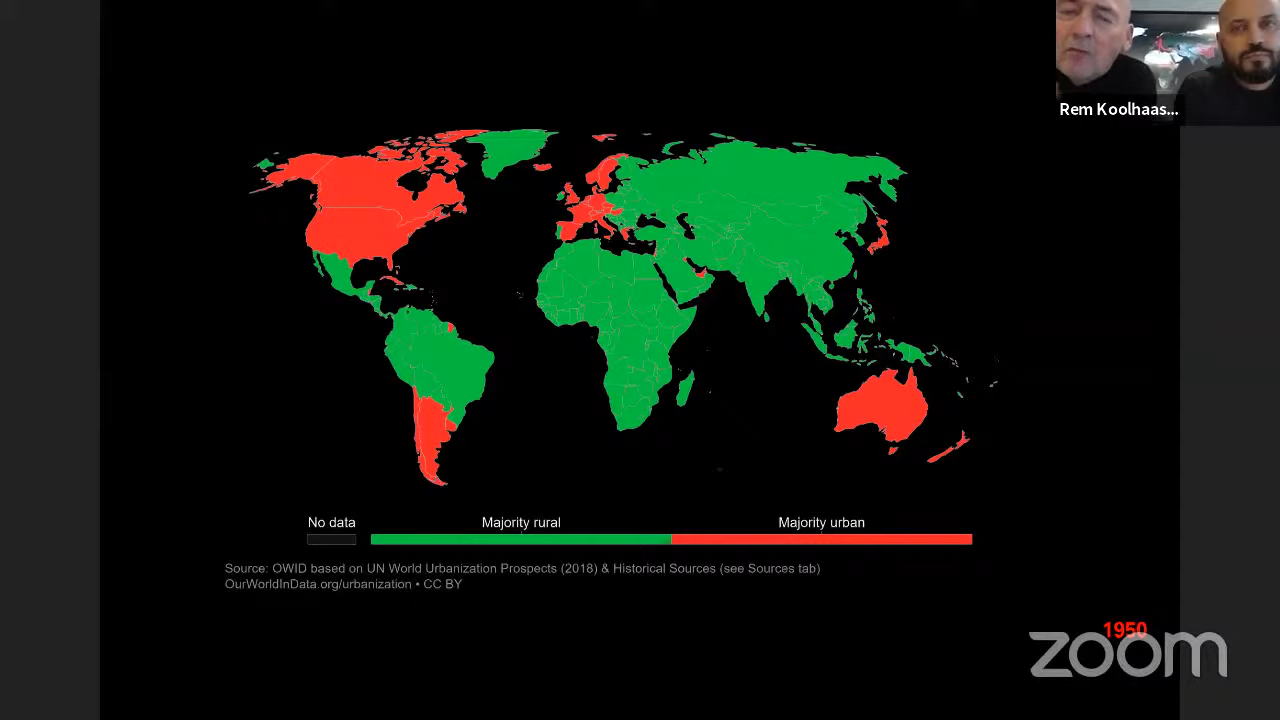 Rem Koolhaas...
No data
Majority rural
Majority urban
Source: OWID based on UN World Urbanization Prospects (2018) & Historical Sources (see Sources tab)
OurWorldInData.org/urbanization • CC BY
1950
zoom